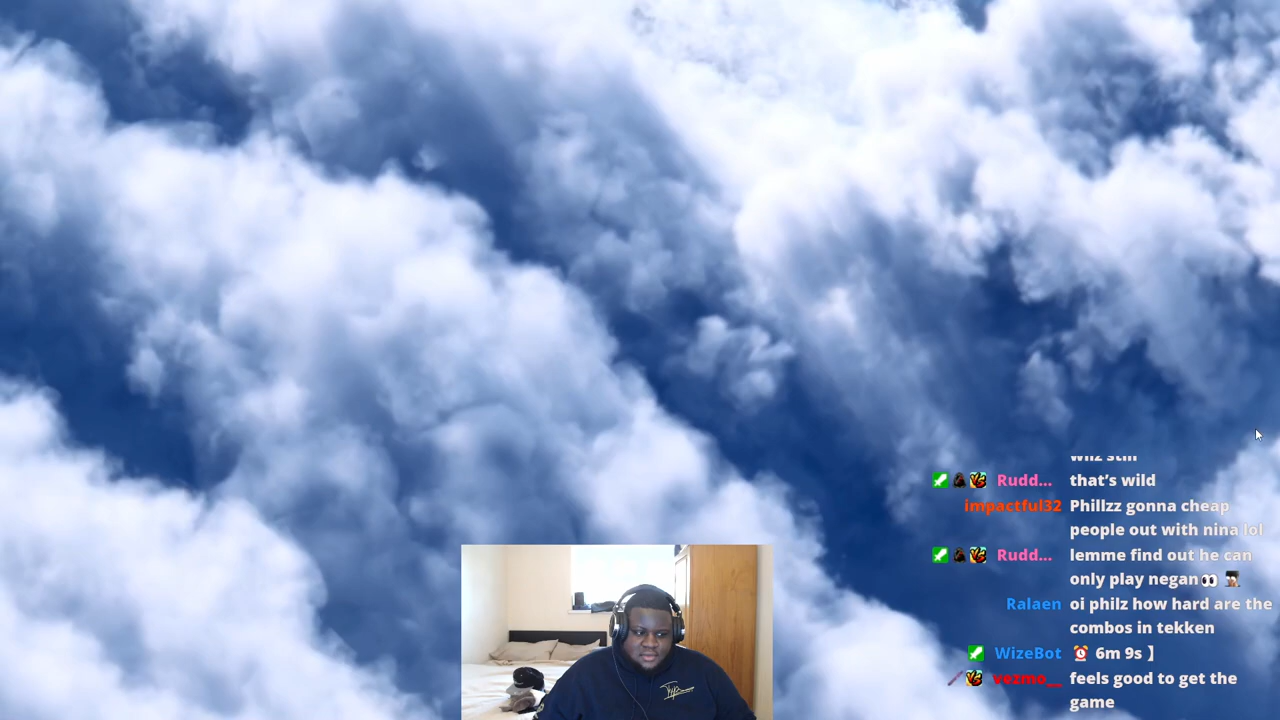 that's wild
Rudd...
impactful32 Phillzz gonna cheap
people out with nina lol
Rudd... lemme find out he can
only play negan👀
Ralaen oi philz how hard are the
combos in tekken
WizeBot ⏰ 6m 9s 】
vezmo__ feels good to get the
game